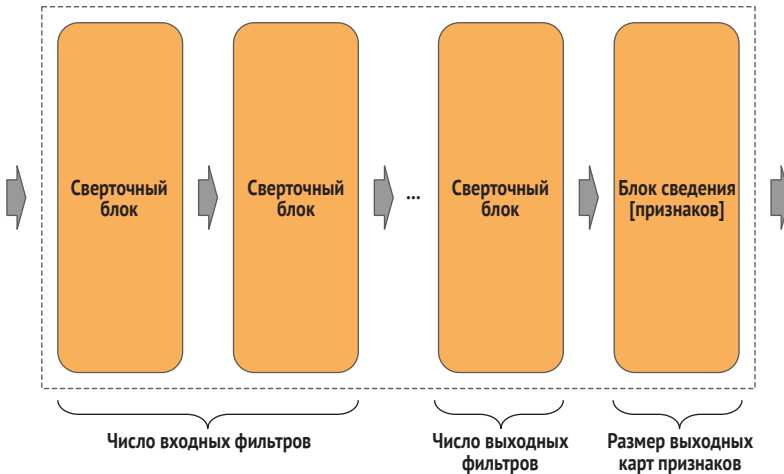 Сверточный
блок
Сверточный
блок
...
Сверточный
блок
Блок сведения
[признаков]
Число входных фильтров
Число выходных
фильтров
Размер выходных
карт признаков